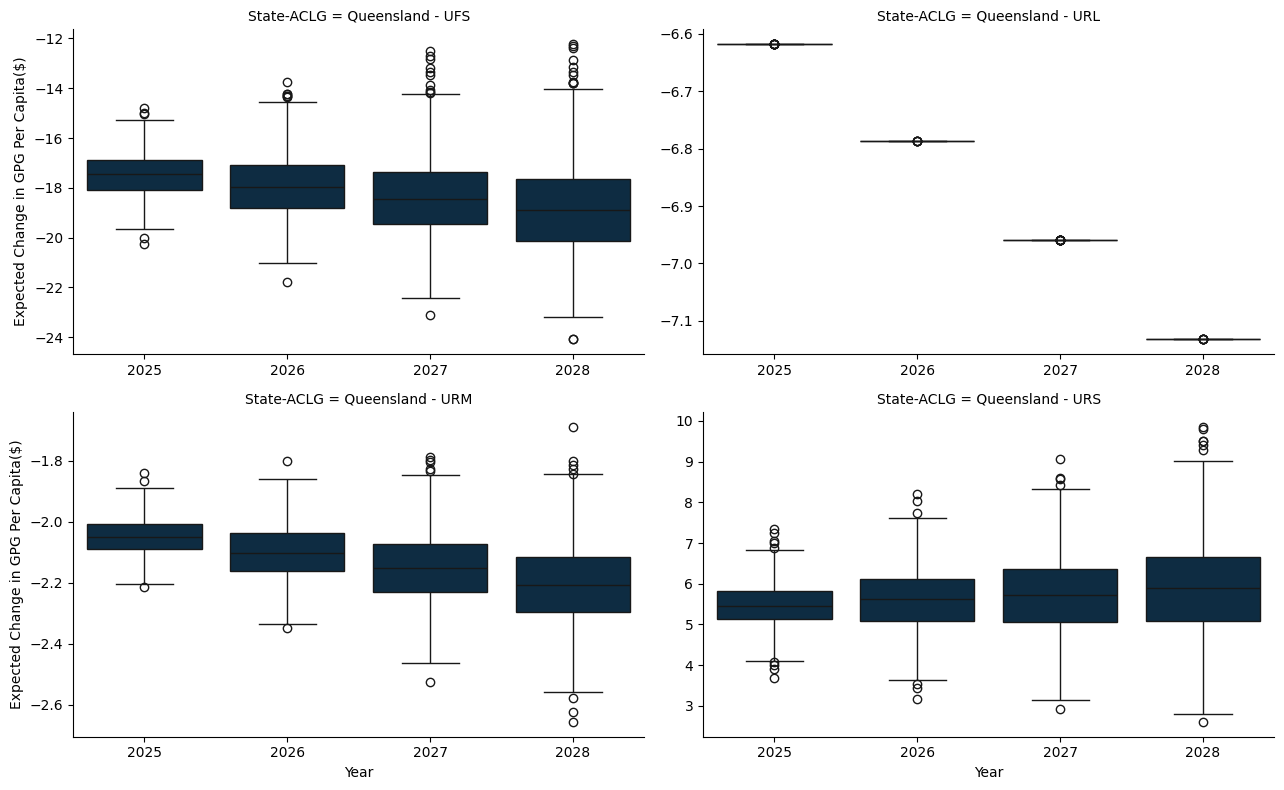 State-ACLG = Queensland - UFS
Expected Change in GPG Per Capita($)
−12
−14
−16
−18
−20
−22
−24
2025 2026 2027 2028
State-ACLG = Queensland - URL
−6.6
−6.7
−6.8
−6.9
−7.0
−7.1
2025 2026 2027 2028
State-ACLG = Queensland - URM
Expected Change in GPG Per Capita($)
−1.8
−2.0
−2.2
−2.4
−2.6
2025 2026 2027 2028
Year
State-ACLG = Queensland - URS
10
9
8
7
6
5
4
3
2025 2026 2027 2028
Year